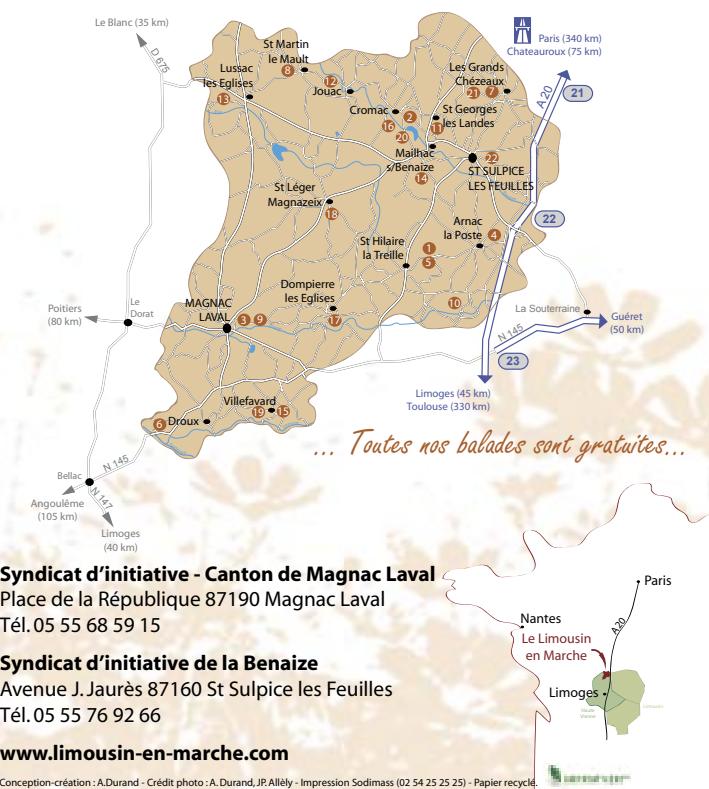 Le Blanc (35 km)
D 675
Paris (340 km)
Chateauroux (75 km)
A 20
21
St Martin
le Mault
8
Lussac
les Eglises
13
12
Jouac
Les Grands
Chézeaux
21 7
Cromac
2
16
20
St Georges
les Landes
11
Mailhac
s/Benaize
14
22
ST SULPICE
LES FEUILLES
St Léger
Magnazeix
18
22
Arnac
la Poste
4
St Hilaire
la Treille
1
5
Dompierre
les Eglises
17
10
MAGNAC
LAVAL
3 9
Poitiers
(80 km)
Le
Dorat
La Souterraine
Guéret
(50 km)
N 145
23
Limoges (45 km)
Toulouse (330 km)
Villefavard
19 15
6 Droux
... Toutes nos balades sont gratuites...
Bellac
N 145
N 147
Angoulême
(105 km)
Limoges
(40 km)
Syndicat d’initiative - Canton de Magnac Laval
Place de la République 87190 Magnac Laval
Tél. 05 55 68 59 15
Syndicat d’initiative de la Benaize
Avenue J. Jaurès 87160 St Sulpice les Feuilles
Tél. 05 55 76 92 66
www.limousin-en-marche.com
Paris
Nantes
A20
Le Limousin
en Marche
Limoges
Haute
Vienne
Limousin
Conception-création : A.Durand - Crédit photo : A. Durand, JP. Allèly - Impression Sodimass (02 54 25 25 25) - Papier recyclé.